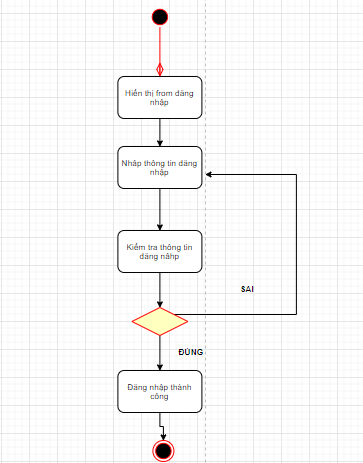 Hiển thị from đăng
nhập
Nhập thông tin đăng
nhập
Kiểm tra thông tin
đăng nâhp
SAI
ĐÚNG
Đăng nhập thành
công